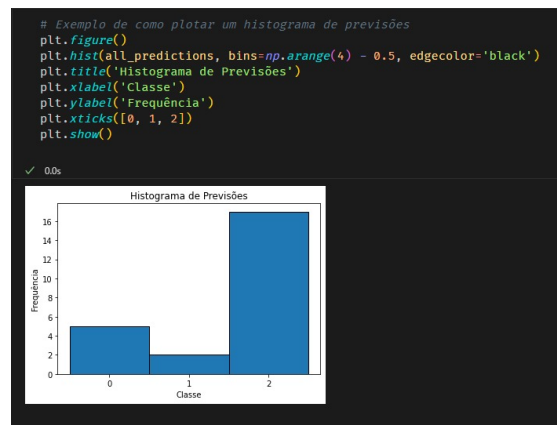 # Exemplo de como plotar um histograma de previsões
plt.figure()
plt.hist(all_predictions, bins=np.arange(4) - 0.5, edgecolor='black')
plt.title('Histograma de Previsões')
plt.xlabel('Classe')
plt.ylabel('Frequência')
plt.xticks([0, 1, 2])
plt.show()
✓ 0.0s
Histograma de Previsões
16
14
12
10
8
6
4
2
0
Frequência
0 1 2
Classe